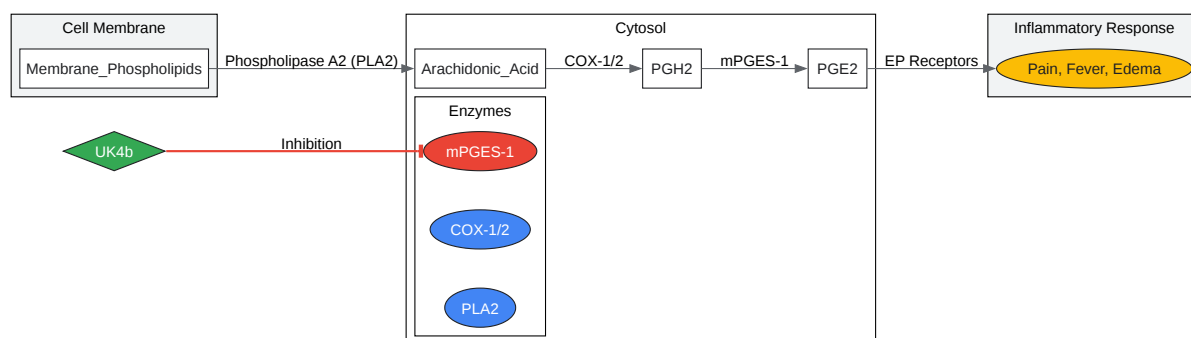 Cell Membrane
Cytosol
Inflammatory Response
Membrane_Phospholipids
Phospholipase A2 (PLA2)
Arachidonic_Acid
COX-1/2
PGH2
mPGES-1
PGE2
EP Receptors
Pain, Fever, Edema
Enzymes
UK4b
Inhibition
mPGES-1
COX-1/2
PLA2